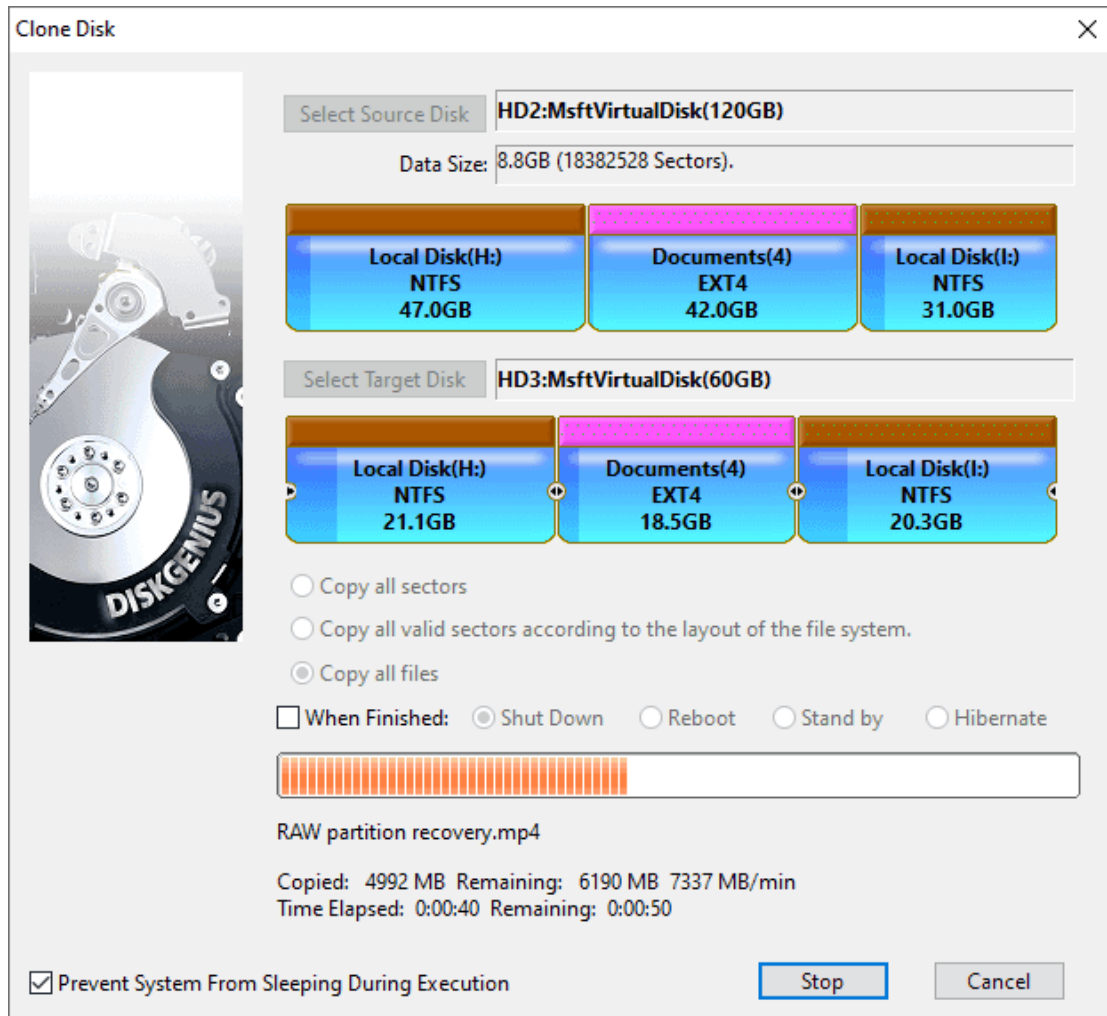 Clone Disk
Select Source Disk HD2:MsftVirtualDisk(120GB)
Data Size: 8.8GB (18382528 Sectors).
Local Disk(H:) Documents(4) Local Disk(I:)
NTFS EXT4 NTFS
47.0GB 42.0GB 31.0GB
Select Target Disk HD3:MsftVirtualDisk(60GB)
Local Disk(H:) Documents(4) Local Disk(I:)
NTFS EXT4 NTFS
21.1GB 18.5GB 20.3GB
DISKGENIUS
Copy all sectors
Copy all valid sectors according to the layout of the file system.
Copy all files
When Finished: Shut Down Reboot Stand by Hibernate
RAW partition recovery.mp4
Copied: 4992 MB Remaining: 6190 MB 7337 MB/min
Time Elapsed: 0:00:40 Remaining: 0:00:50
Prevent System From Sleeping During Execution Stop Cancel